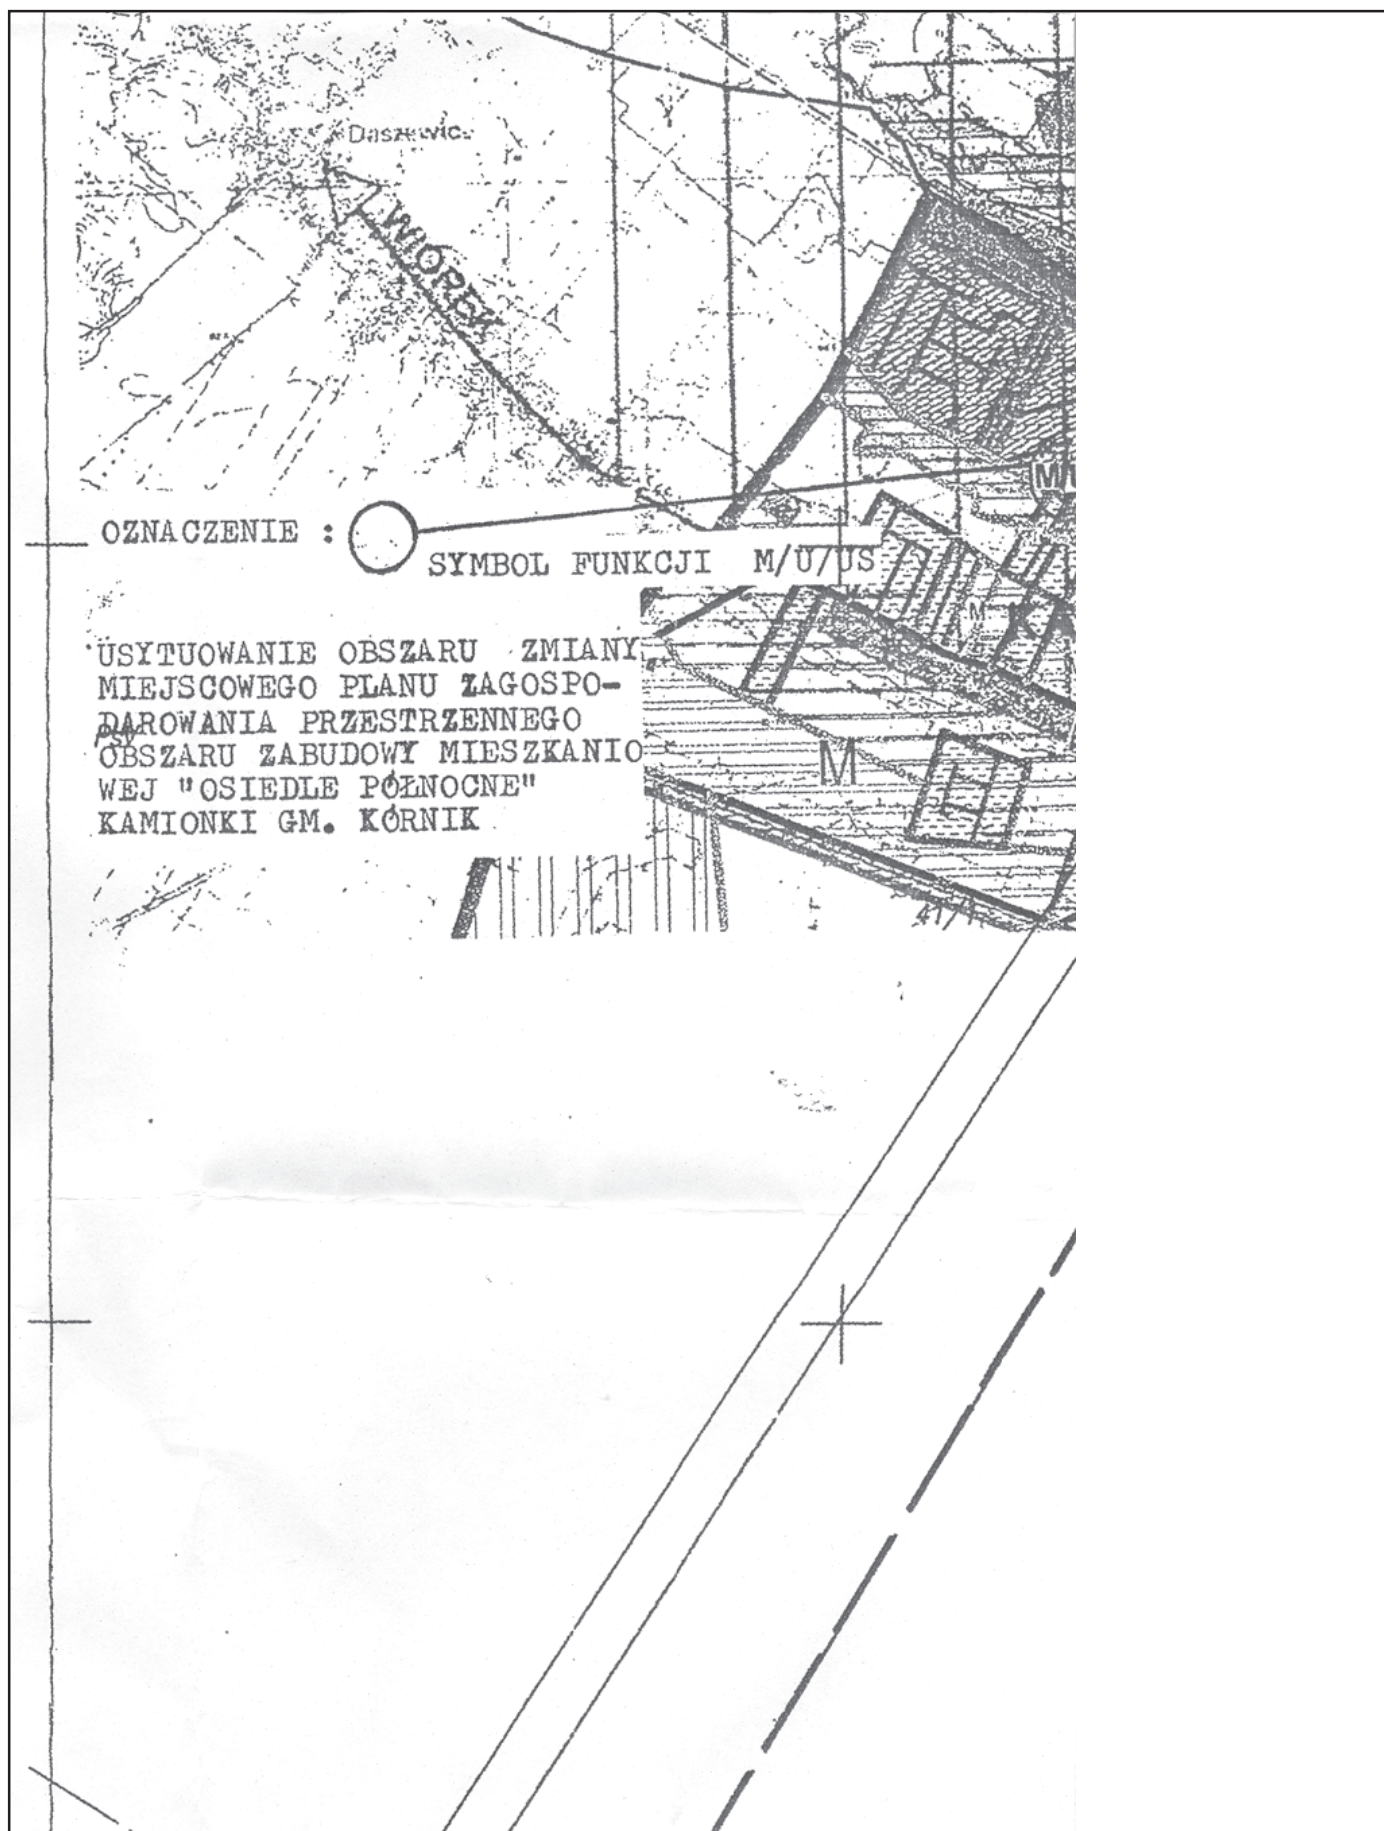 WIOREK
OZNACZENIE :
SYMBOL FUNKCJI M/U/US
USYTUOWANIE OBSZARU ZMIANY
MIEJSCOWEGO PLANU ZAGOSPO-
DAROWANIA PRZESTRZENNEGO
OBSZARU ZABUDOWY MIESZKANIO
WEJ "OSIEDLE PÓŁNOCNE"
KAMIONKI GM. KÓRNIK
M
M